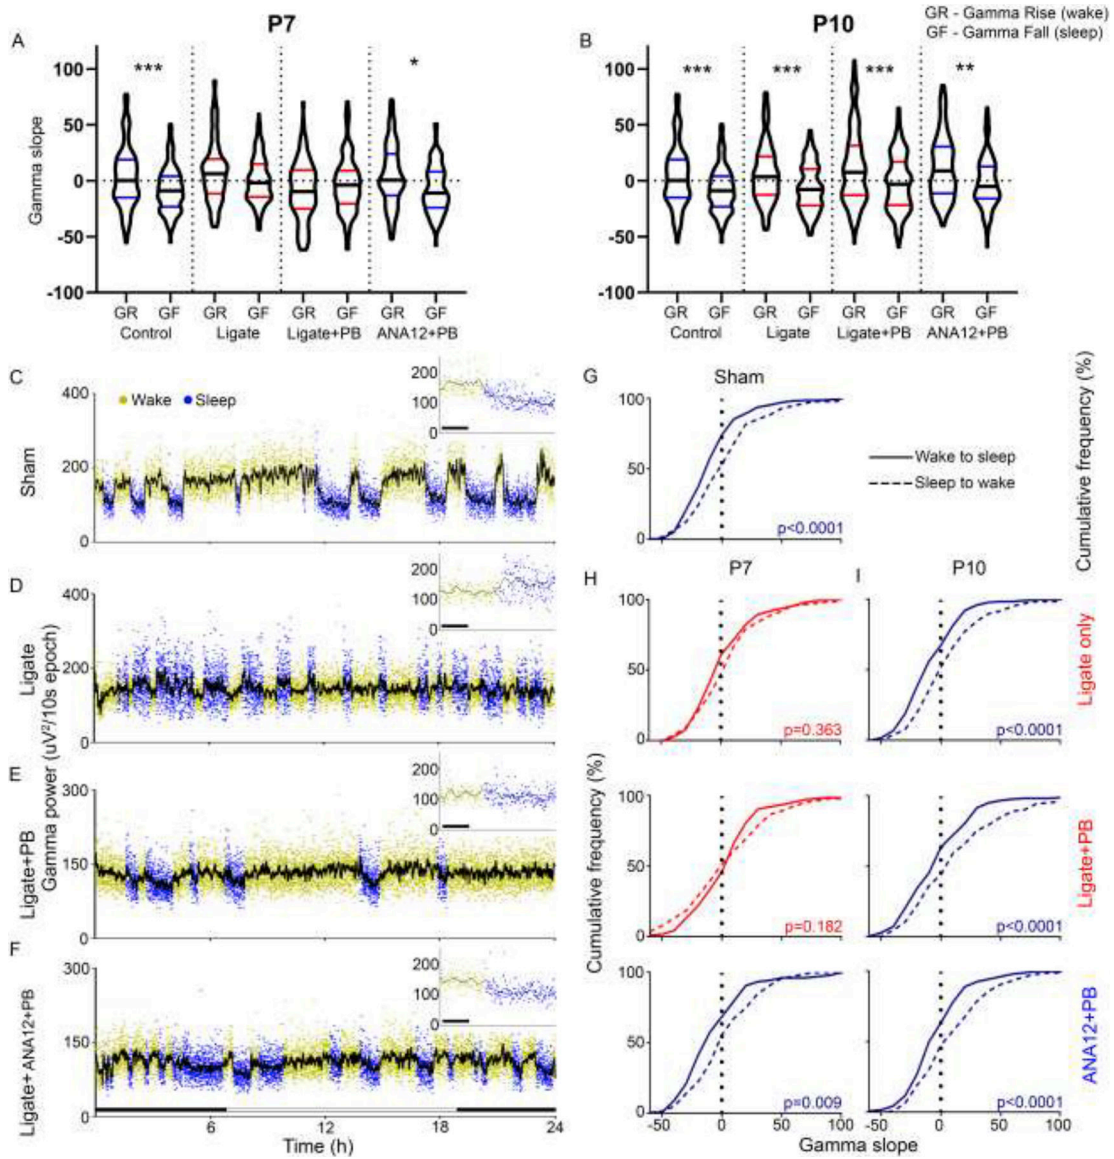 P7
P10
GR - Gamma Rise (wake)
GF - Gamma Fall (sleep)
A
***
*
100
50
0
-50
-100
Gamma slope
GR GF GR GF GR GF GR GF
Control Ligate Ligate+PB ANA12+PB
B
*** *** *** **
100
50
0
-50
-100
GR GF GR GF GR GF GR GF
Control Ligate Ligate+PB ANA12+PB
C
Wake Sleep
400
200
0
200
100
0
Sham
D
400
200
0
200
100
0
Ligate
Gamma power (uV²/10s epoch)
E
300
150
0
200
100
0
Ligate+PB
F
300
150
0
200
100
0
Ligate+ ANA12+PB
6 12 18 24
Time (h)
G
Sham
100
50
0
-50 0 50 100
p<0.0001
Wake to sleep
Sleep to wake
Cumulative frequency (%)
H P7
I P10
100
50
0
p=0.363
p<0.0001
Ligate only
Cumulative frequency (%)
100
50
0
p=0.182
p<0.0001
Ligate+PB
100
50
0
p=0.009
p<0.0001
ANA12+PB
-50 0 50 100 -50 0 50 100
Gamma slope